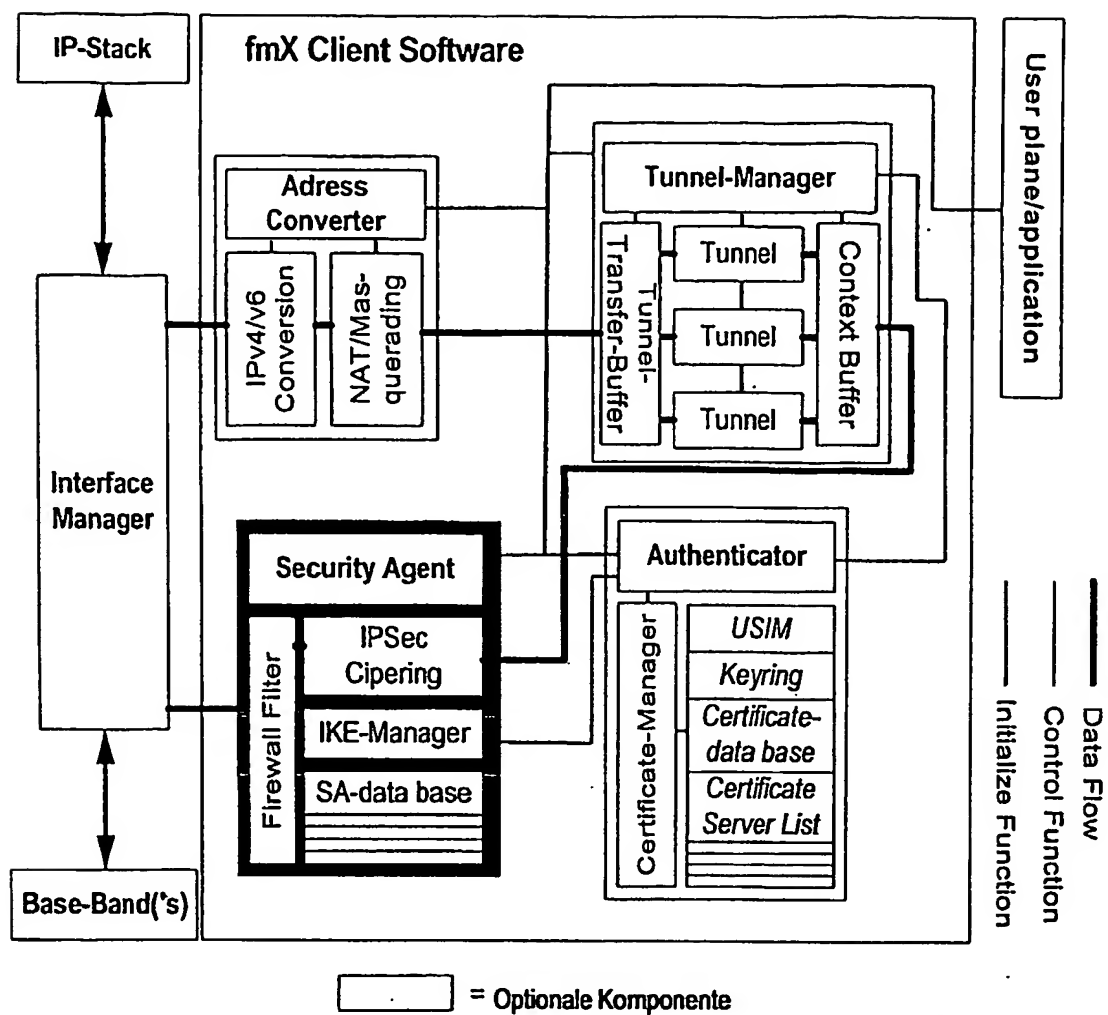 IP-Stack
fmX Client Software
User plane/application
Adress
Converter
IPv4/v6
Conversion
NAT/Mas-
querading
Tunnel-Manager
Tunnel-
Transfer-Buffer
Tunnel
Tunnel
Tunnel
Context Buffer
Interface
Manager
Security Agent
Firewall Filter
IPSec
Cipering
IKE-Manager
SA-data base
Authenticator
Certificate-Manager
USIM
Keyring
Certificate-
data base
Certificate
Server List
Data Flow
Control Function
Initialize Function
Base-Band('s)
= Optionale Komponente